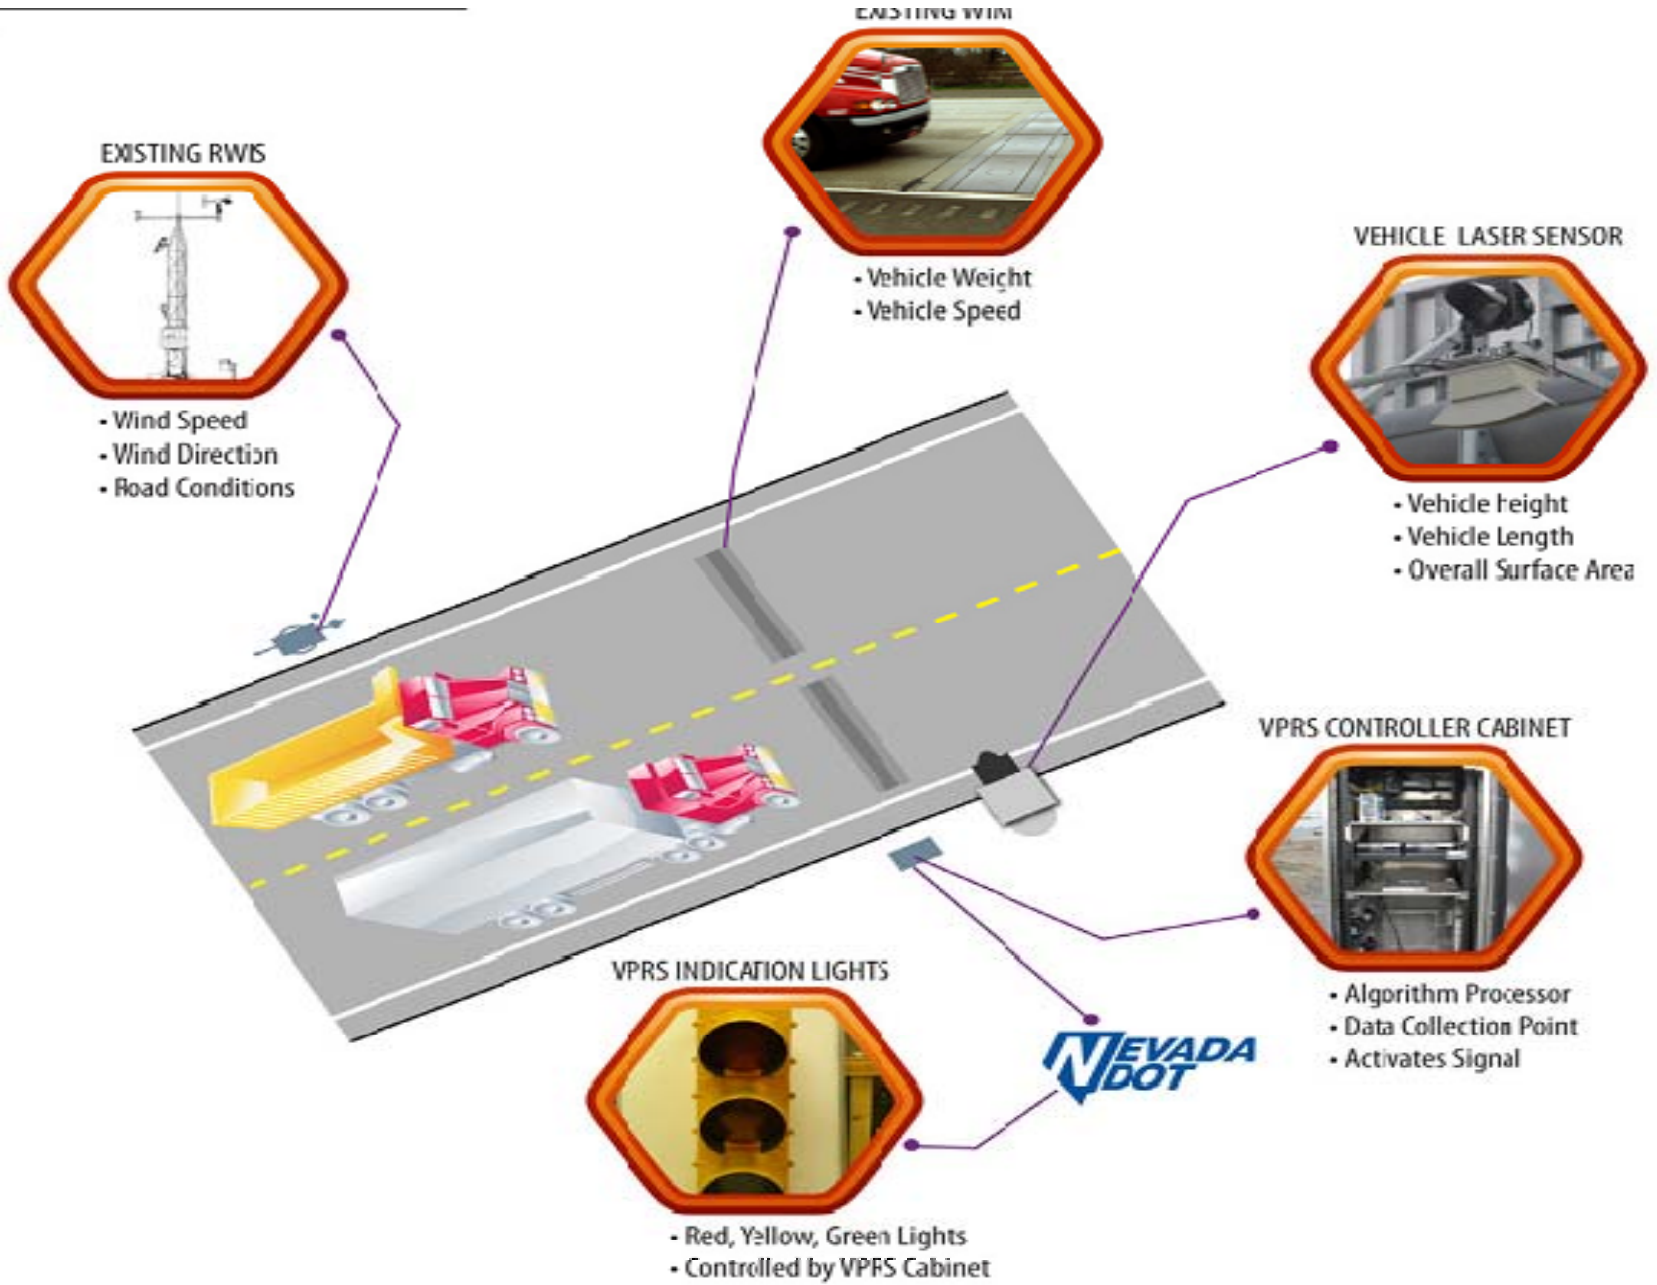 EXISTING WIM
EXISTING RWIS
• Vehicle Weight
• Vehicle Speed
VEHICLE LASER SENSOR
• Wind Speed
• Wind Direction
• Road Conditions
• Vehicle height
• Vehicle Length
• Overall Surface Area
VPRS CONTROLLER CABINET
VPRS INDICATION LIGHTS
• Algorithm Processor
• Data Collection Point
• Activates Signal
NEVADA
DOT
• Red, Yellow, Green Lights
• Controlled by VPRS Cabinet